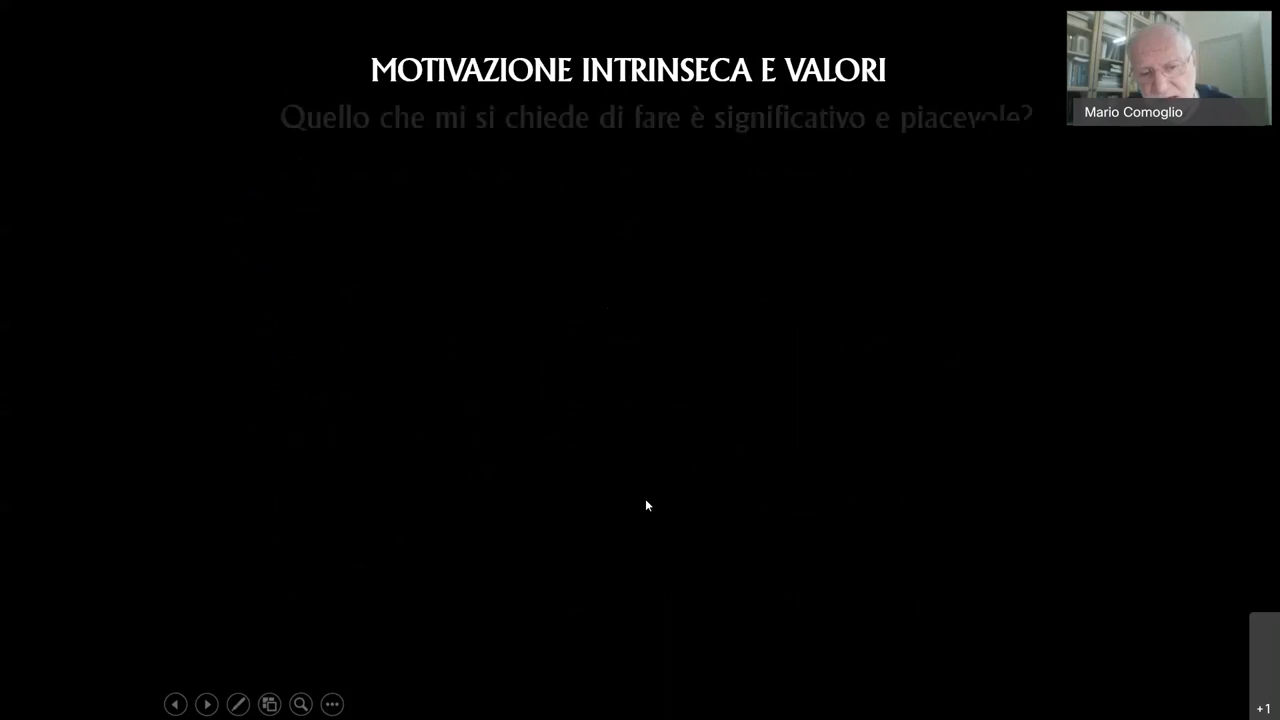 MOTIVAZIONE INTRINSECA E VALORI
Quello che mi si chiede di fare è significativo e piacevole?
Mario Comoglio
+1